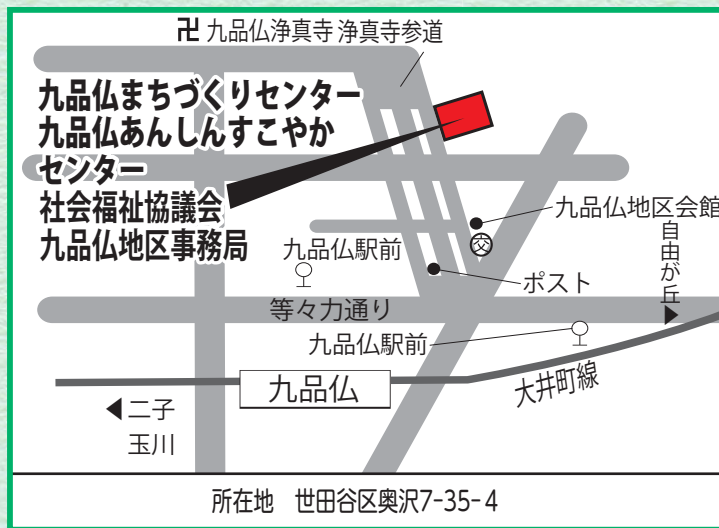 卍 九品仏浄真寺 浄真寺参道
九品仏まちづくりセンター
九品仏あんしんすこやか
センター
社会福祉協議会
九品仏地区事務局
九品仏地区会館
交
自由が丘
九品仏駅前
ポスト
等々力通り
九品仏駅前
大井町線
九品仏
◀二子
玉川
所在地 世田谷区奥沢7-35-4